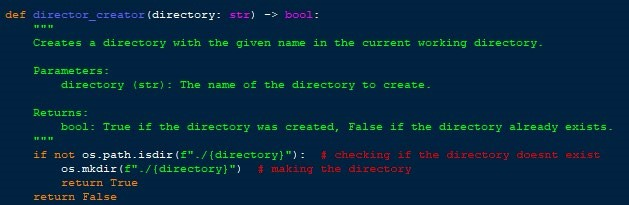 def director_creator(directory: str) -> bool:
    """
    Creates a directory with the given name in the current working directory.

    Parameters:
        directory (str): The name of the directory to create.

    Returns:
        bool: True if the directory was created, False if the directory already exists.
    """
    if not os.path.isdir(f"./{directory}"):  # checking if the directory doesnt exist
        os.mkdir(f"./{directory}")  # making the directory
        return True
    return False